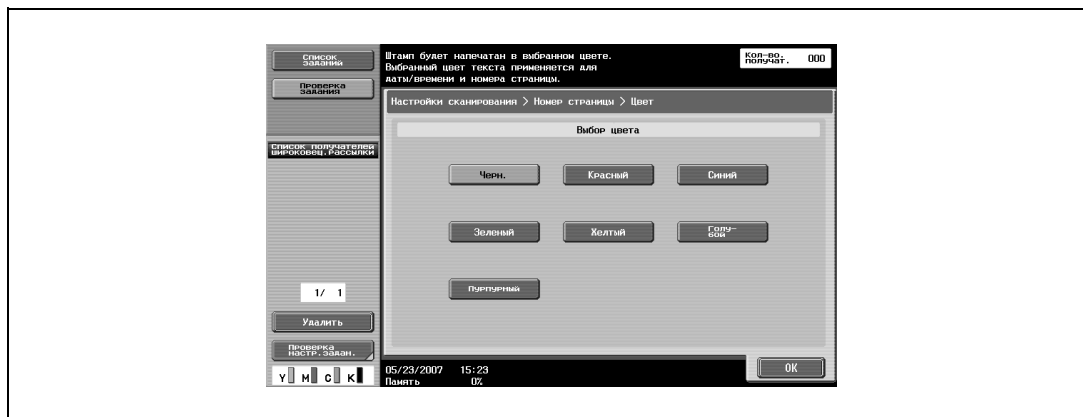 Список
заданий
Проверка
задания
Список получателей
широковещ.Рассылки
1/ 1
Удалить
Проверка
настр.задан.
Y M C K
Штамп будет напечатан в выбранном цвете.
Выбранный цвет текста применяется для
даты/времени и номера страницы.
Кол-во.
получат. 000
Настройки сканирования > Номер страницы > Цвет
Выбор цвета
Черн. Красный Синий
Зеленый Желтый Голу-
бой
Пурпурный
05/23/2007 15:23
Память 0%
OK